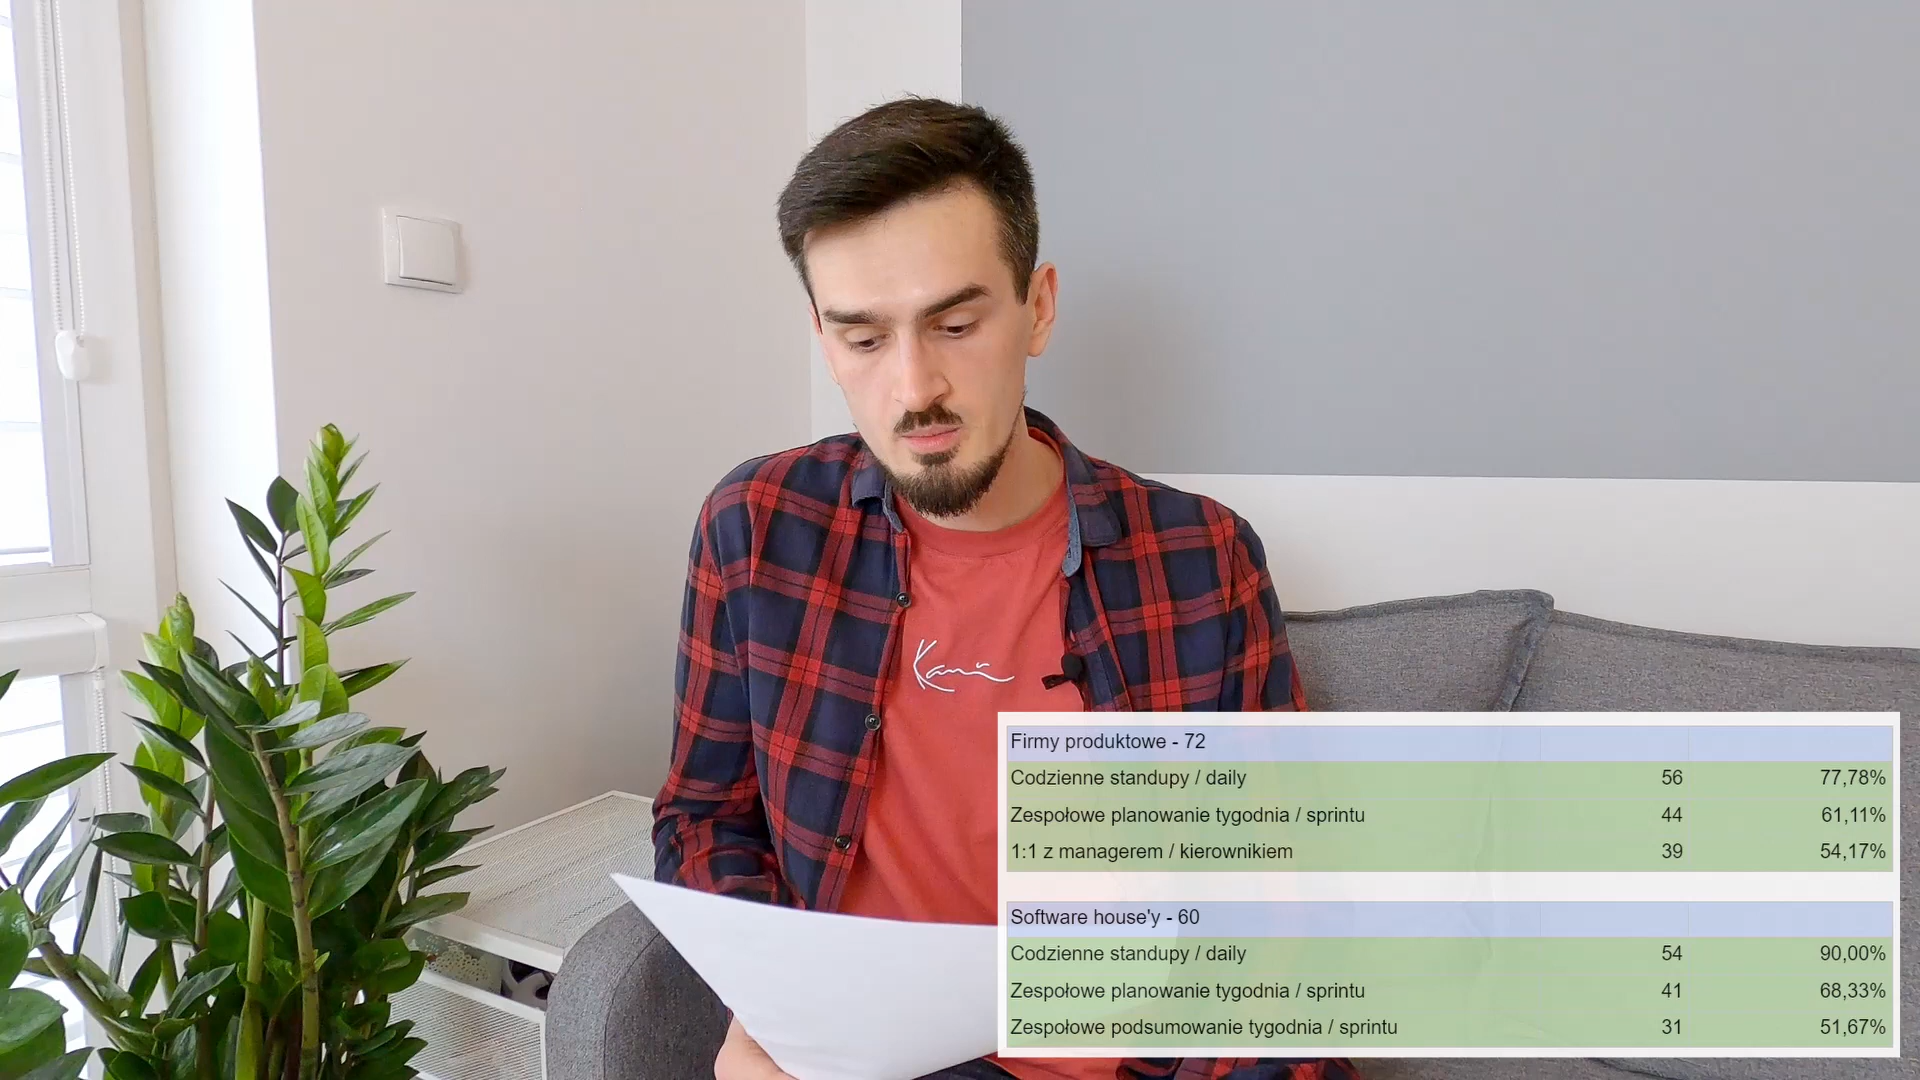 Kani
Firmy produktowe - 72
Codzienne standupy / daily 56 77,78%
Zespołowe planowanie tygodnia / sprintu 44 61,11%
1:1 z managerem / kierownikiem 39 54,17%
Software house'y - 60
Codzienne standupy / daily 54 90,00%
Zespołowe planowanie tygodnia / sprintu 41 68,33%
Zespołowe podsumowanie tygodnia / sprintu 31 51,67%